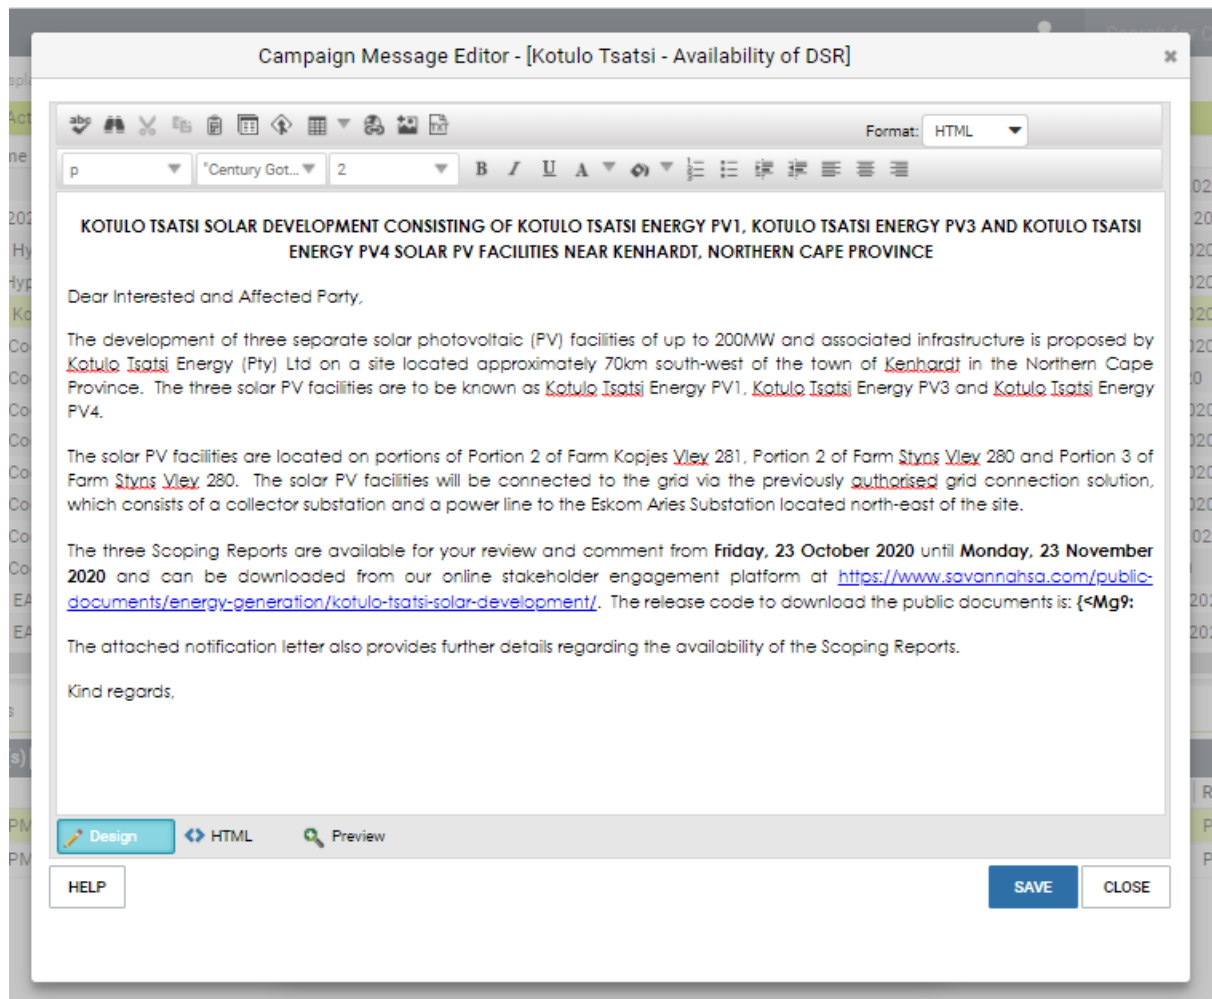 Campaign Message Editor - [Kotulo Tsatsi - Availability of DSR]
abc
TXT
Format: HTML
p "Century Got... 2 B I U A
KOTULO TSATSI SOLAR DEVELOPMENT CONSISTING OF KOTULO TSATSI ENERGY PV1, KOTULO TSATSI ENERGY PV3 AND KOTULO TSATSI
ENERGY PV4 SOLAR PV FACILITIES NEAR KENHARDT, NORTHERN CAPE PROVINCE
Dear Interested and Affected Party,
The development of three separate solar photovoltaic (PV) facilities of up to 200MW and associated infrastructure is proposed by
Kotulo Tsatsi Energy (Pty) Ltd on a site located approximately 70km south-west of the town of Kenhardt in the Northern Cape
Province. The three solar PV facilities are to be known as Kotulo Tsatsi Energy PV1, Kotulo Tsatsi Energy PV3 and Kotulo Tsatsi Energy
PV4.
The solar PV facilities are located on portions of Portion 2 of Farm Kopjes Vley 281, Portion 2 of Farm Styns Vley 280 and Portion 3 of
Farm Styns Vley 280. The solar PV facilities will be connected to the grid via the previously authorised grid connection solution,
which consists of a collector substation and a power line to the Eskom Aries Substation located north-east of the site.
The three Scoping Reports are available for your review and comment from Friday, 23 October 2020 until Monday, 23 November
2020 and can be downloaded from our online stakeholder engagement platform at https://www.savannahsa.com/public-
documents/energy-generation/kotulo-tsatsi-solar-development/. The release code to download the public documents is: {<Mg9:
The attached notification letter also provides further details regarding the availability of the Scoping Reports.
Kind regards,
Design HTML Preview
HELP SAVE CLOSE